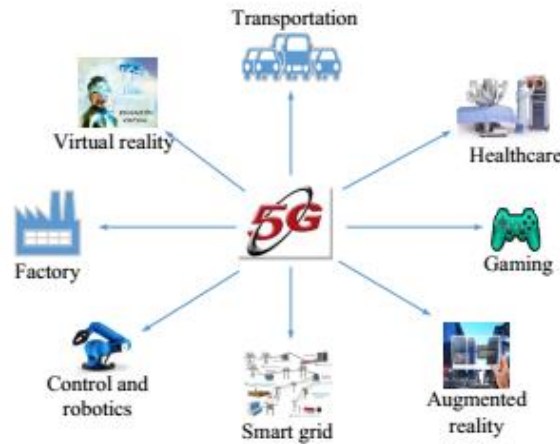 Transportation
Virtual reality
Healthcare
5G
Factory
Gaming
Control and
robotics
Smart grid
Augmented
reality